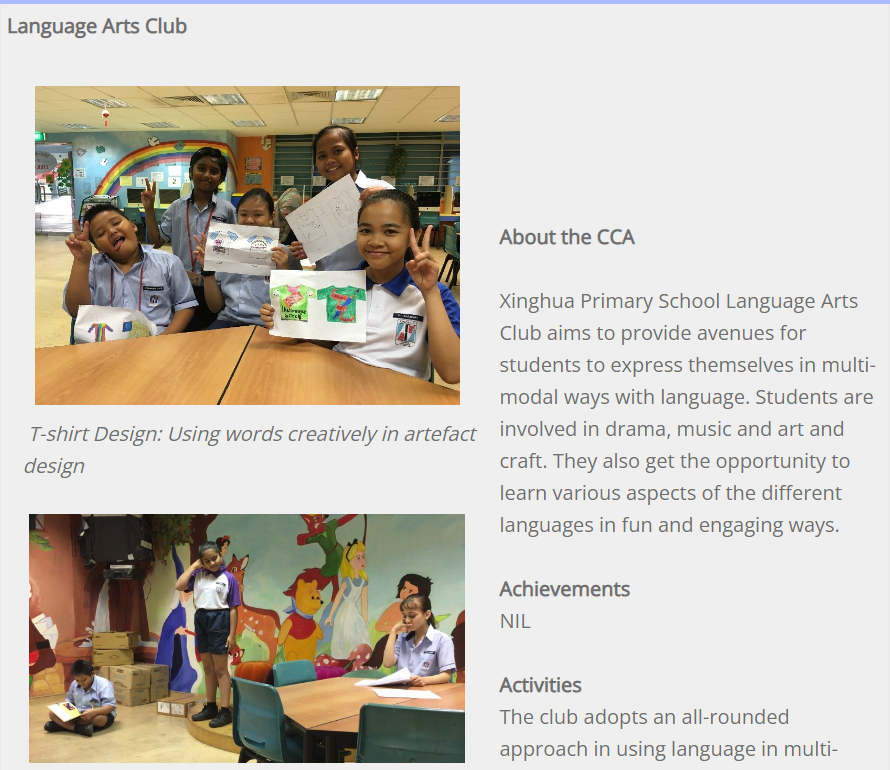 Language Arts Club
T-shirt Design: Using words creatively in artefact
design
About the CCA
Xinghua Primary School Language Arts
Club aims to provide avenues for
students to express themselves in multi-
modal ways with language. Students are
involved in drama, music and art and
craft. They also get the opportunity to
learn various aspects of the different
languages in fun and engaging ways.
Achievements
NIL
Activities
The club adopts an all-rounded
approach in using language in multi-